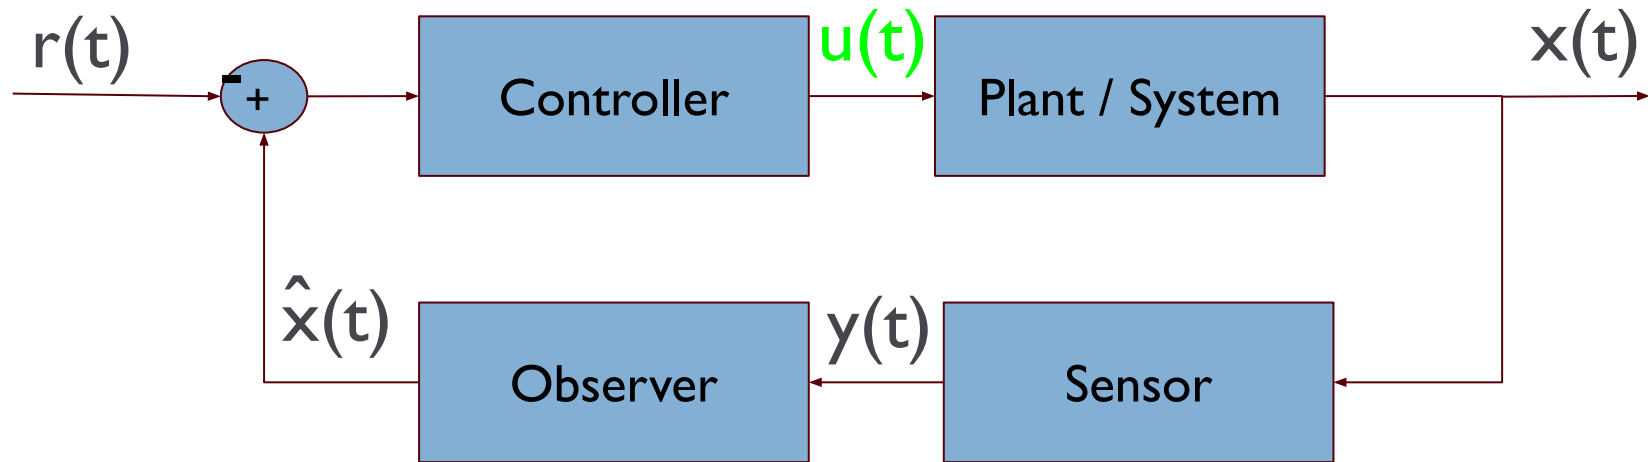 r(t)
-
+
Controller
u(t)
Plant / System
x(t)
x̂(t)
Observer
y(t)
Sensor